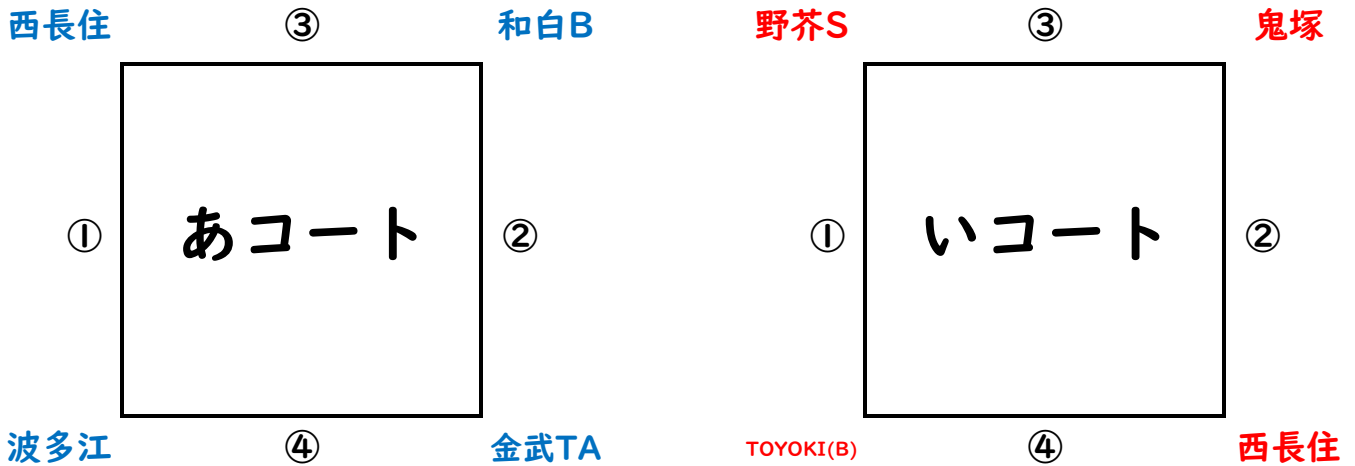 西長住 ③ 和白B 野芥S ③ 鬼塚
① あコート ② ① いコート ②
波多江 ④ 金武TA TOYOKI(B) ④ 西長住